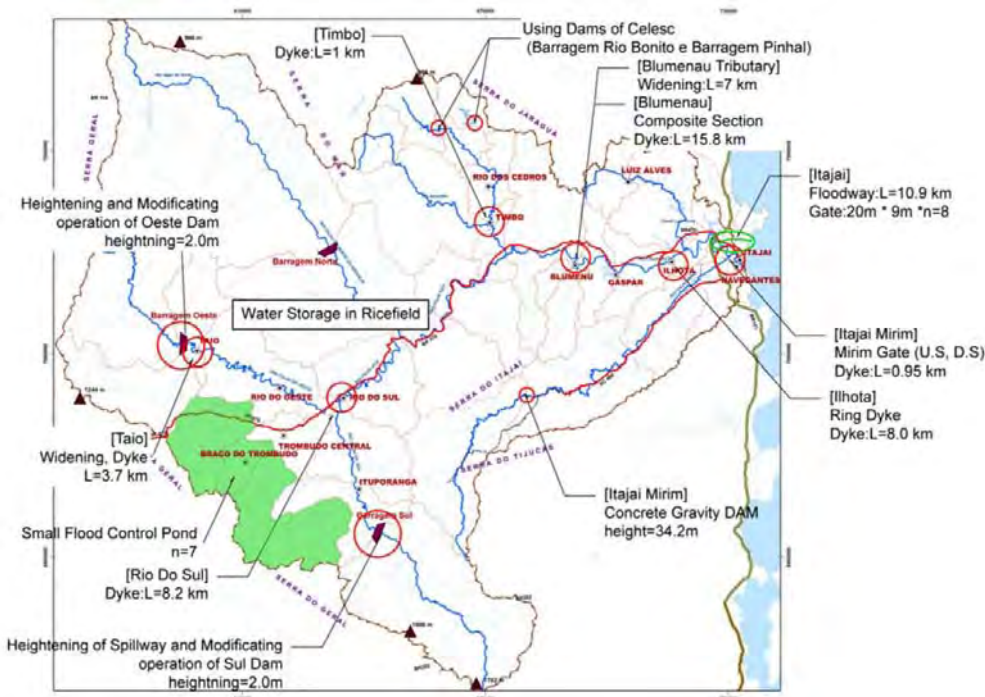 [Timbo]
Dyke:L=1 km
Using Dams of Celesc
(Barragem Rio Bonito e Barragem Pinhal)
[Blumenau Tributary]
Widening:L=7 km
[Blumenau]
Composite Section
Dyke:L=15.8 km
[Itajai]
Floodway:L=10.9 km
Gate:20m * 9m *n=8
Heightening and Modificating
operation of Oeste Dam
heightning=2.0m
SERRA GERAL
SERRA
DO
SERRA DO JARAGUA
LUIZ ALVES
RIO DOS CEDROS
TIMBO
Barragem Norte
BLUMENU
GASPAR
ILHOTA
ITAJAI
NAVEGANTES
Water Storage in Ricefield
Barragem Oeste
TAIO
[Itajai Mirim]
Mirim Gate (U.S, D.S)
Dyke:L=0.95 km
[Ilhota]
Ring Dyke
Dyke:L=8.0 km
SERRA DO ITAJAI
RIO DO OESTE
RIO DO SUL
[Taio]
Widening, Dyke
L=3.7 km
TROMBUDO CENTRAL
BRACO DO TROMBUDO
SERRA DO TIJUCAS
ITUPORANGA
Barragem Sul
[Itajai Mirim]
Concrete Gravity DAM
height=34.2m
Small Flood Control Pond
n=7
[Rio Do Sul]
Dyke:L=8.2 km
SERRA DO GERAL
Heightening of Spillway and Modificating
operation of Sul Dam
heightning=2.0m